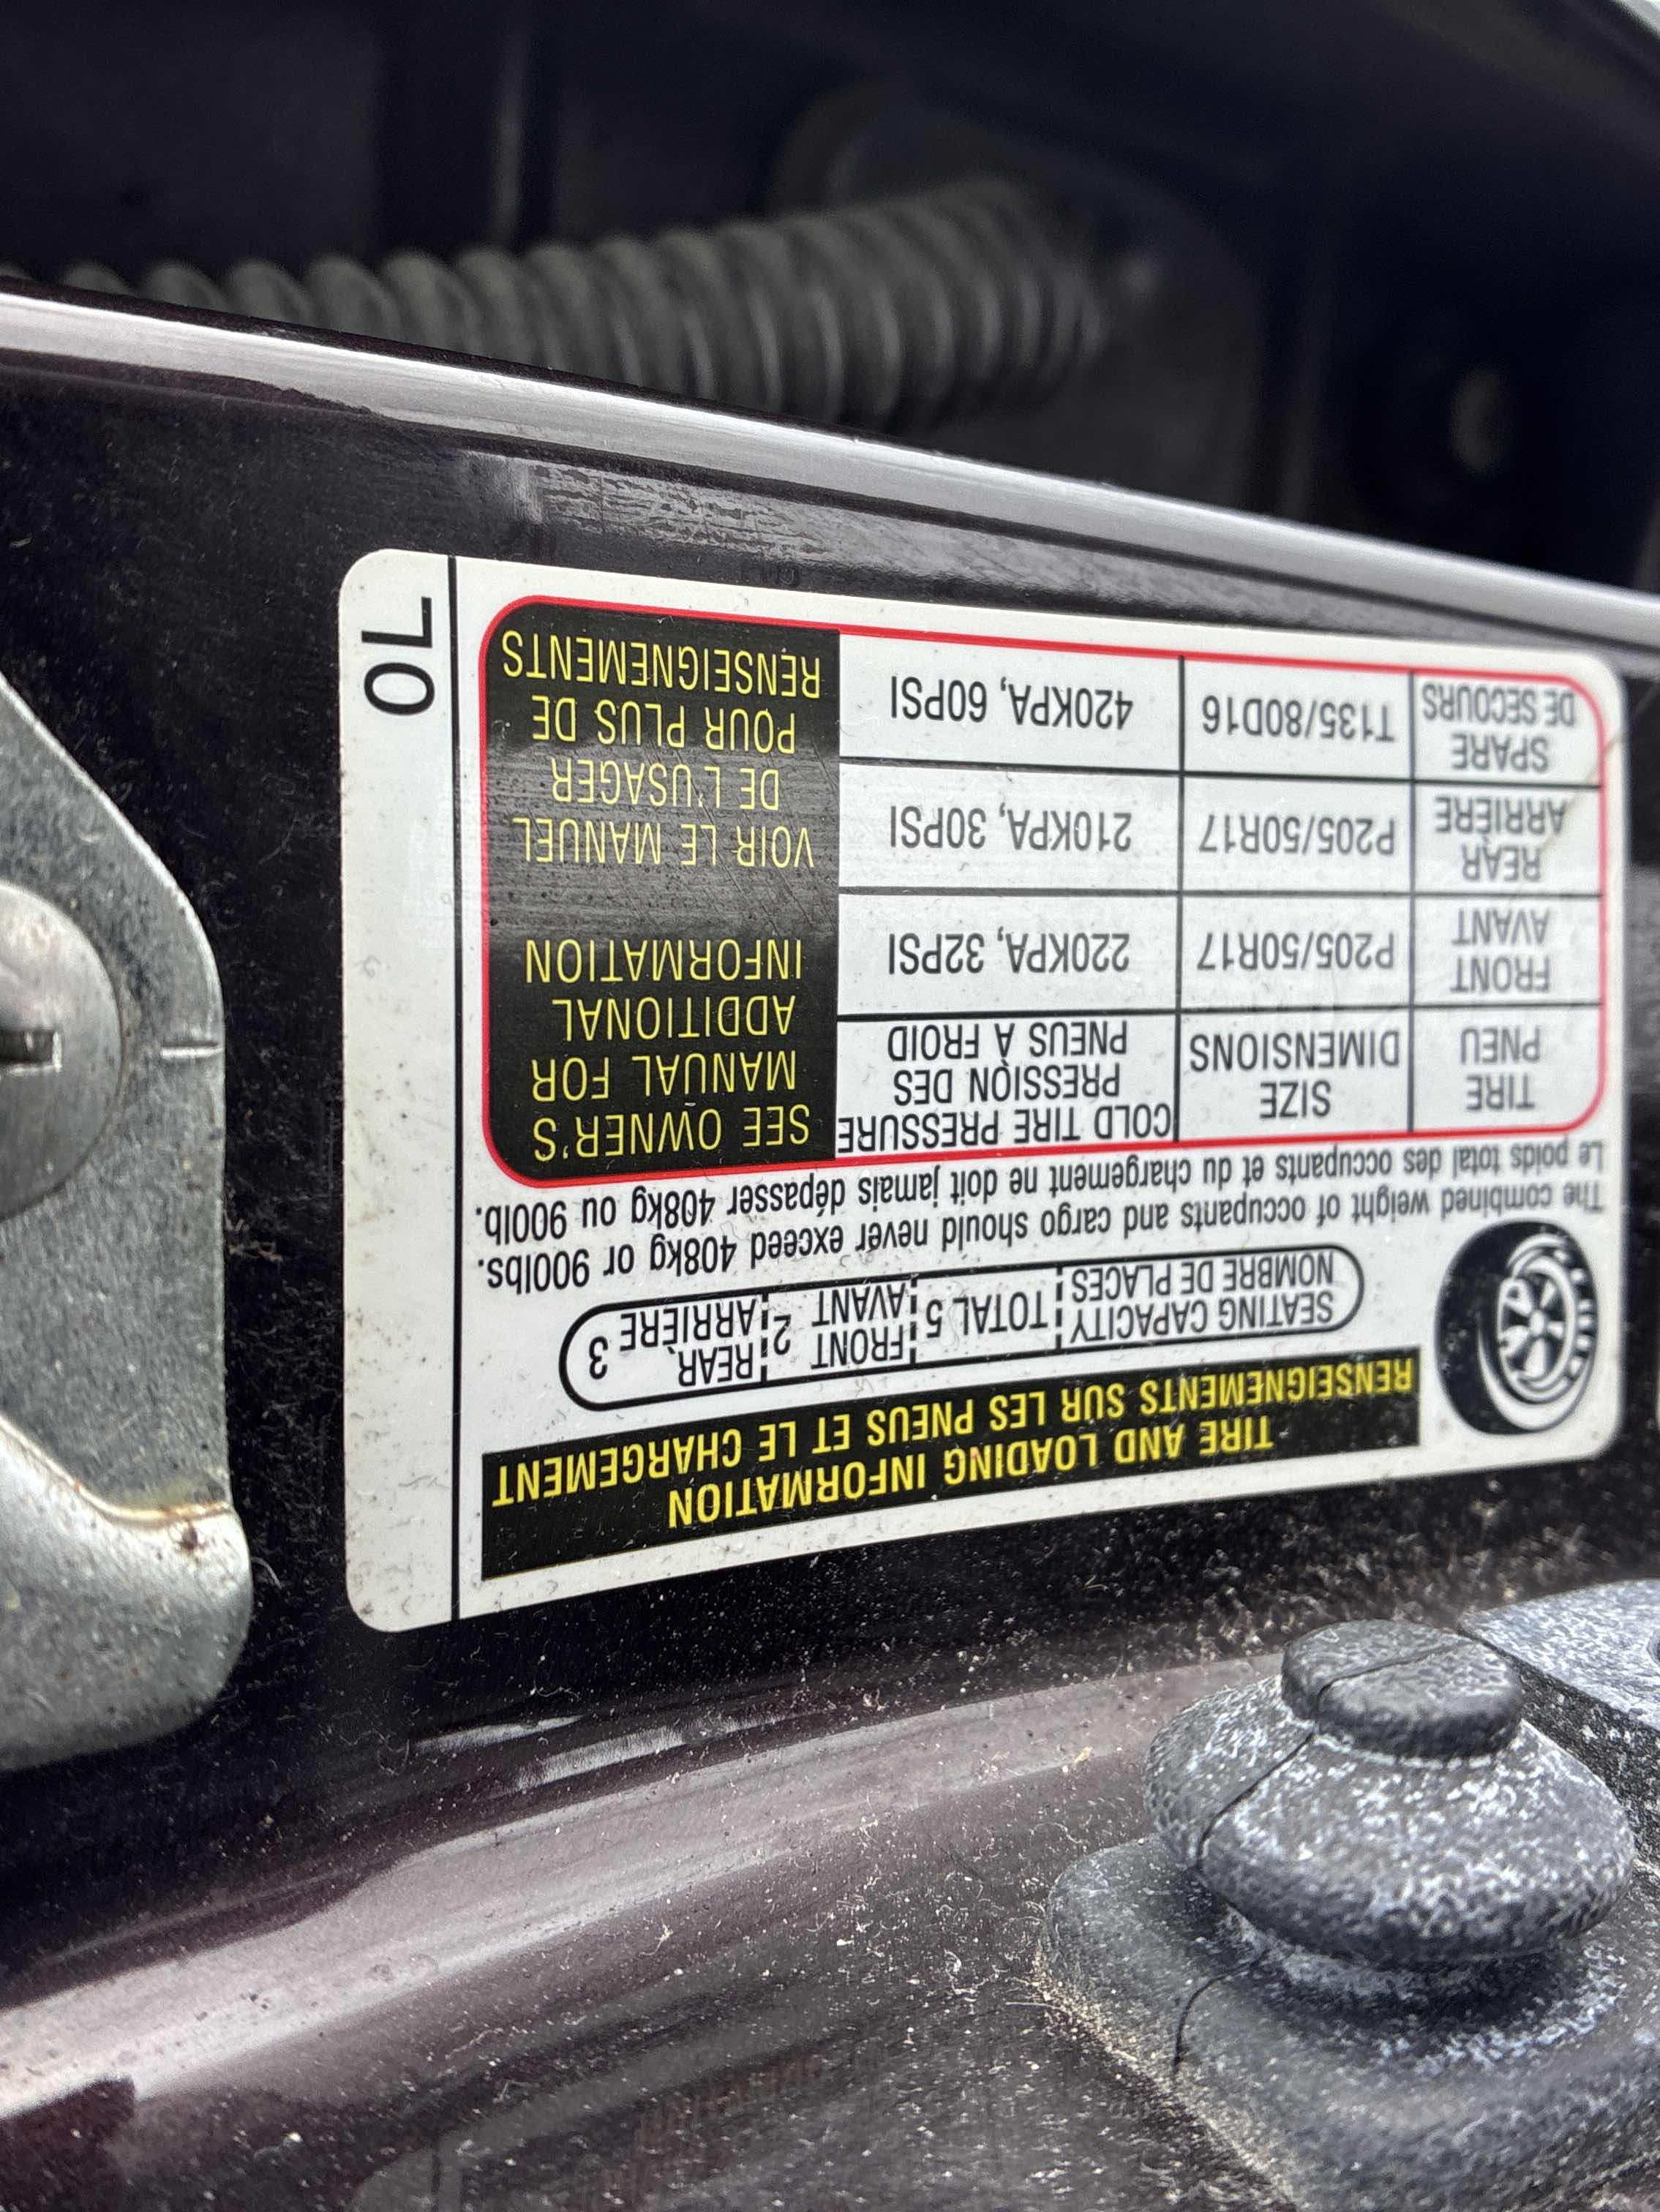 TIRE AND LOADING INFORMATION
RENSEIGNEMENTS SUR LES PNEUS ET LE CHARGEMENT
SEATING CAPACITY TOTAL 5 FRONT 2 REAR 3
NOMBRE DE PLACES AVANT ARRIÈRE
The combined weight of occupants and cargo should never exceed 408kg or 900lbs.
Le poids total des occupants et du chargement ne doit jamais dépasser 408kg ou 900lb.
TIRE SIZE COLD TIRE PRESSURE
PNEU DIMENSIONS PRESSION DES
PNEUS À FROID
FRONT
AVANT P205/50R17 220KPA, 32PSI
REAR
ARRIÈRE P205/50R17 210KPA, 30PSI
SPARE
DE SECOURS T135/80D16 420KPA, 60PSI
SEE OWNER'S
MANUAL FOR
ADDITIONAL
INFORMATION
VOIR LE MANUEL
DE L'USAGER
POUR PLUS DE
RENSEIGNEMENTS
0L